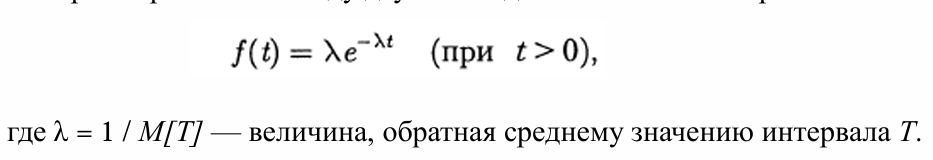 f(t) = λe^{−λt} (при t > 0),
где λ = 1 / M[T] — величина, обратная среднему значению интервала T.